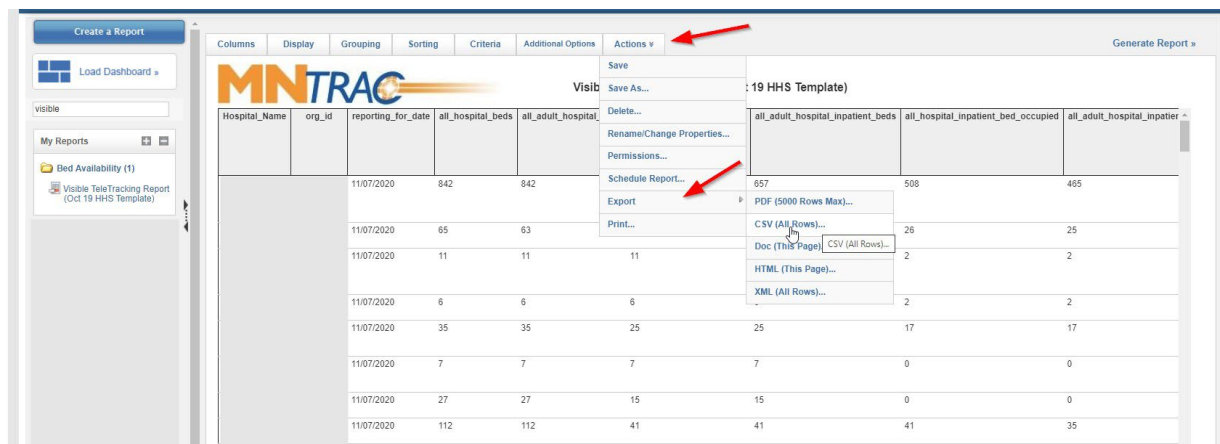 Create a Report
Load Dashboard »
visible
My Reports
Bed Availability (1)
Visible TeleTracking Report
(Oct 19 HHS Template)
Columns Display Grouping Sorting Criteria Additional Options Actions Generate Report »
MNTRAC
Visib : 19 HHS Template)
Save
Save As...
Delete...
Rename/Change Properties...
Permissions...
Schedule Report...
Export
Print...
PDF (5000 Rows Max)...
CSV (All Rows)...
Doc (This Page)
CSV (All Rows)...
HTML (This Page)...
XML (All Rows)...
Hospital_Name org_id reporting_for_date all_hospital_beds all_adult_hospital_ all_adult_hospital_inpatient_beds all_hospital_inpatient_bed_occupied all_adult_hospital_inpatier
11/07/2020 842 842 657 508 465
11/07/2020 65 63 26 25
11/07/2020 11 11 11 2 2
11/07/2020 6 6 6 2 2
11/07/2020 35 35 25 25 17 17
11/07/2020 7 7 7 7 0 0
11/07/2020 27 27 15 15 0 0
11/07/2020 112 112 41 41 41 35